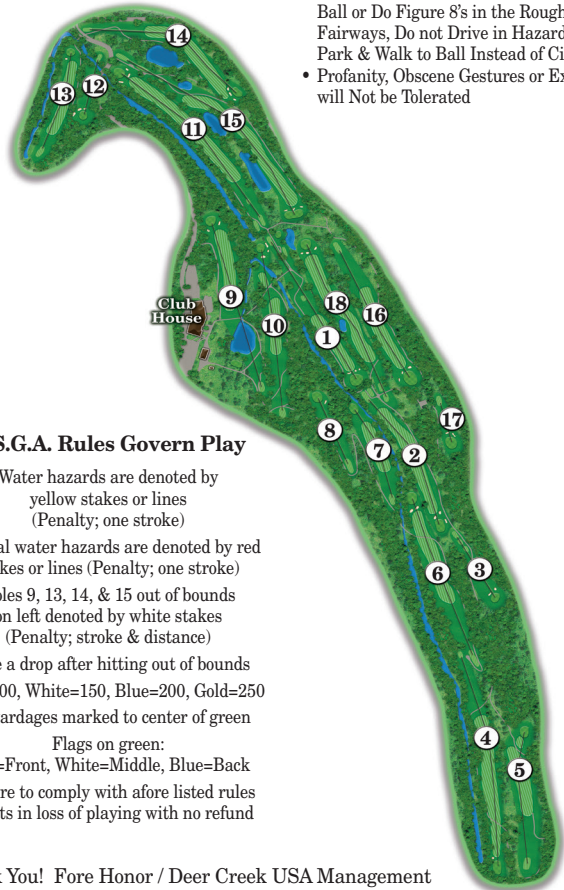 Ball or Do Figure 8's in the Rough
Fairways, Do not Drive in Hazard
Park & Walk to Ball Instead of Ci
• Profanity, Obscene Gestures or Ex
will Not be Tolerated
14
13
12
11
15
9
Club
House
10
18
16
1
8
7
2
17
6
3
4
5
S.G.A. Rules Govern Play
Water hazards are denoted by
yellow stakes or lines
(Penalty; one stroke)
al water hazards are denoted by red
kes or lines (Penalty; one stroke)
oles 9, 13, 14, & 15 out of bounds
on left denoted by white stakes
(Penalty; stroke & distance)
e a drop after hitting out of bounds
00, White=150, Blue=200, Gold=250
ardages marked to center of green
Flags on green:
=Front, White=Middle, Blue=Back
re to comply with afore listed rules
ts in loss of playing with no refund
k You! Fore Honor / Deer Creek USA Management